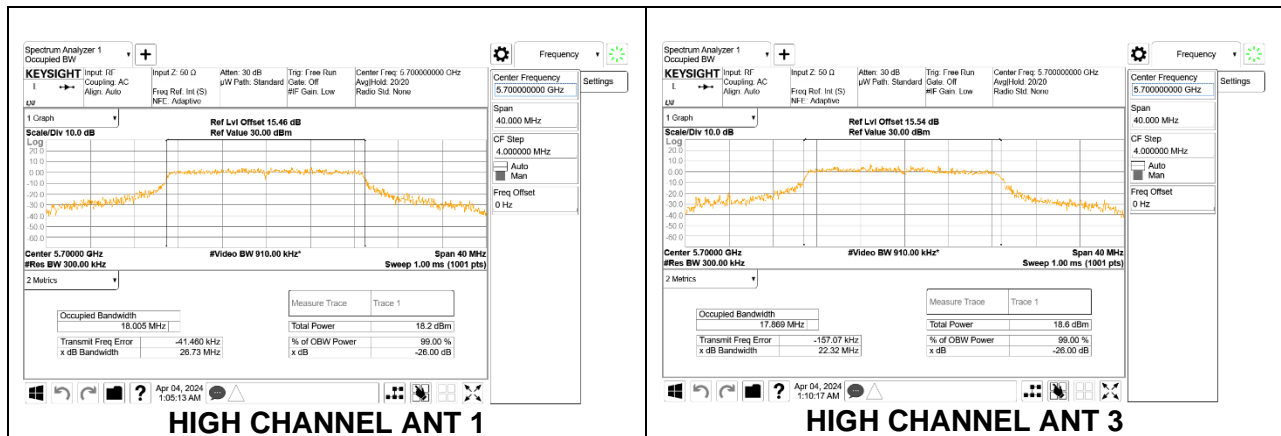 Spectrum Analyzer 1
Occupied BW
KEYSIGHT
Input: RF
Coupling: AC
Align: Auto
Input Z: 50 Ω
Freq Ref: Int (S)
NFE: Adaptive
Atten: 30 dB
µW Path: Standard
Trig: Free Run
Gate: Off
#IF Gain: Low
Center Freq: 5.700000000 GHz
Avg|Hold: 20/20
Radio Std: None
1 Graph
Scale/Div 10.0 dB
Ref Lvl Offset 15.46 dB
Ref Value 30.00 dBm
Log
20.0
10.0
0.00
-10.0
-20.0
-30.0
-40.0
-50.0
-60.0
Center 5.70000 GHz
#Res BW 300.00 kHz
#Video BW 910.00 kHz*
Span 40 MHz
Sweep 1.00 ms (1001 pts)
2 Metrics
Measure Trace Trace 1
Occupied Bandwidth
18.005 MHz
Total Power 18.2 dBm
Transmit Freq Error -41.460 kHz
% of OBW Power 99.00 %
x dB Bandwidth 26.73 MHz
x dB -26.00 dB
Apr 04, 2024
1:05:13 AM
Frequency
Settings
Center Frequency
5.700000000 GHz
Span
40.000 MHz
CF Step
4.000000 MHz
Auto
Man
Freq Offset
0 Hz
HIGH CHANNEL ANT 1
Spectrum Analyzer 1
Occupied BW
KEYSIGHT
Input: RF
Coupling: AC
Align: Auto
Input Z: 50 Ω
Freq Ref: Int (S)
NFE: Adaptive
Atten: 30 dB
µW Path: Standard
Trig: Free Run
Gate: Off
#IF Gain: Low
Center Freq: 5.700000000 GHz
Avg|Hold: 20/20
Radio Std: None
1 Graph
Scale/Div 10.0 dB
Ref Lvl Offset 15.54 dB
Ref Value 30.00 dBm
Log
20.0
10.0
0.00
-10.0
-20.0
-30.0
-40.0
-50.0
-60.0
Center 5.70000 GHz
#Res BW 300.00 kHz
#Video BW 910.00 kHz*
Span 40 MHz
Sweep 1.00 ms (1001 pts)
2 Metrics
Measure Trace Trace 1
Occupied Bandwidth
17.869 MHz
Total Power 18.6 dBm
Transmit Freq Error -157.07 kHz
% of OBW Power 99.00 %
x dB Bandwidth 22.32 MHz
x dB -26.00 dB
Apr 04, 2024
1:10:17 AM
Frequency
Settings
Center Frequency
5.700000000 GHz
Span
40.000 MHz
CF Step
4.000000 MHz
Auto
Man
Freq Offset
0 Hz
HIGH CHANNEL ANT 3